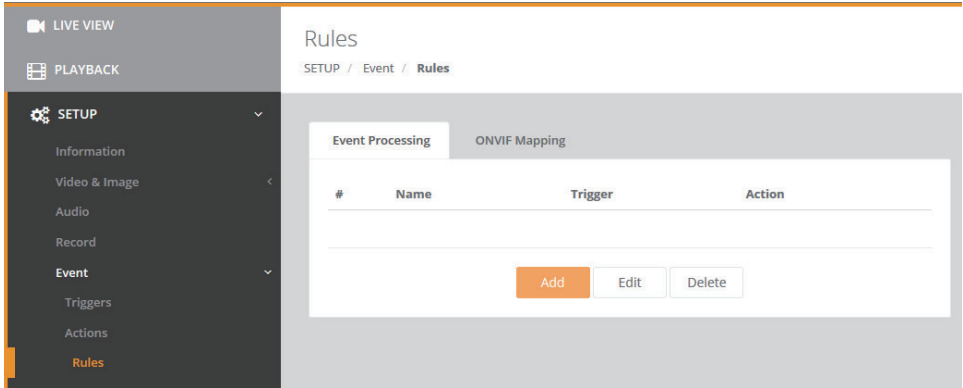 LIVE VIEW
PLAYBACK
SETUP
Information
Video & Image
Audio
Record
Event
Triggers
Actions
Rules
Rules
SETUP / Event / Rules
Event Processing ONVIF Mapping
# Name Trigger Action
Add Edit Delete